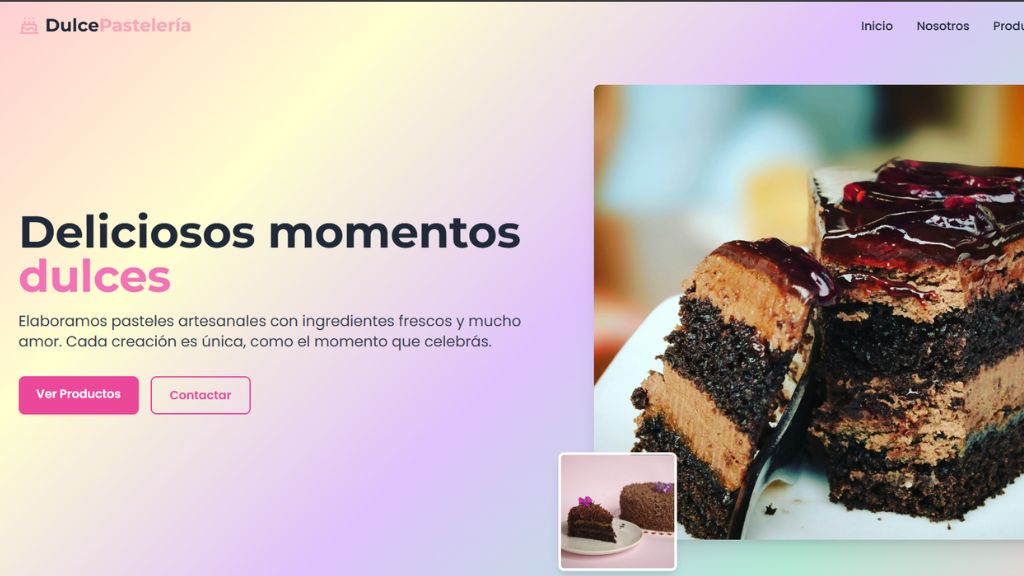 DulcePastelería
Inicio Nosotros
Deliciosos momentos
dulces
Elaboramos pasteles artesanales con ingredientes frescos y mucho
amor. Cada creación es única, como el momento que celebrás.
Ver Productos Contactar